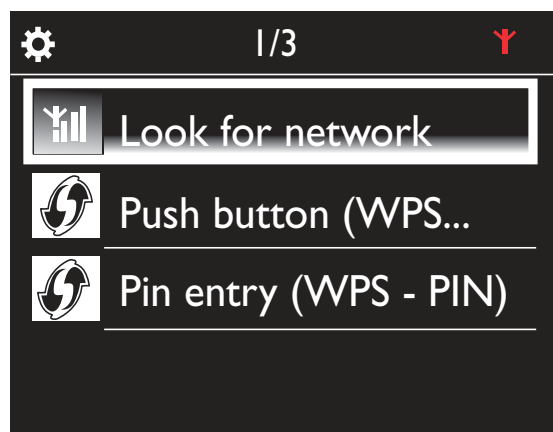 1/3
Look for network
Push button (WPS...
Pin entry (WPS - PIN)